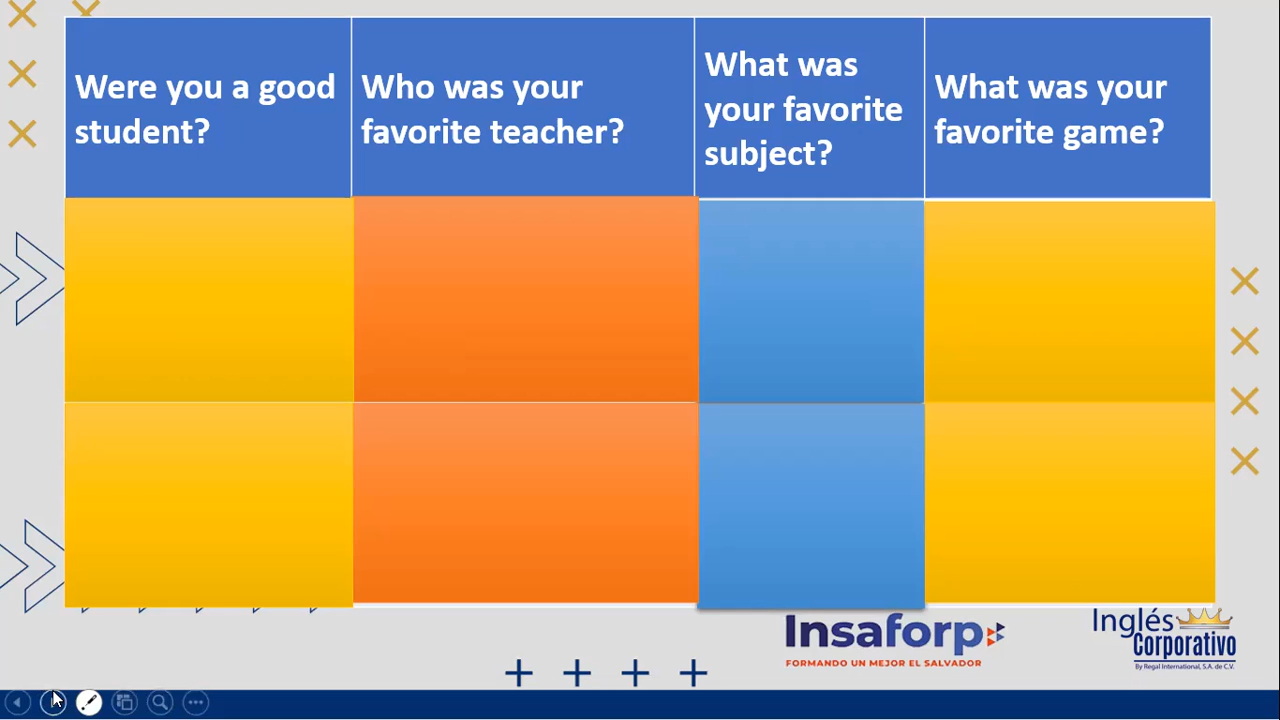 Were you a good
student?
Who was your
favorite teacher?
What was
your favorite
subject?
What was your
favorite game?
Insaforp
FORMANDO UN MEJOR EL SALVADOR
Inglés
Corporativo
By Regal International, S.A. de C.V.